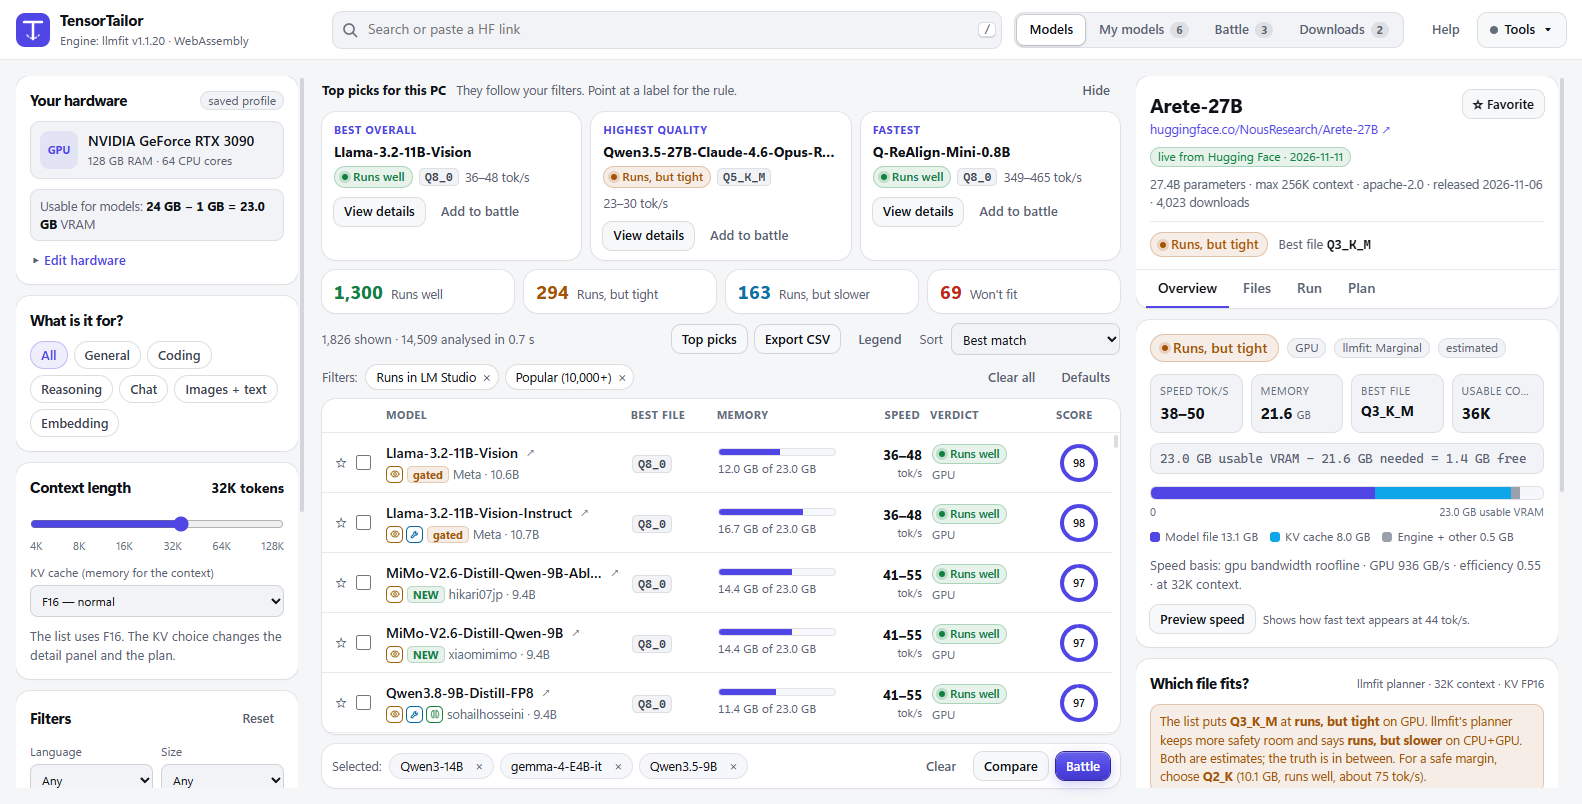 TensorTailor
Engine: llmfit v1.1.20 · WebAssembly
Search or paste a HF link
/
Models
My models 6
Battle 3
Downloads 2
Help
Tools
Your hardware
saved profile
GPU
NVIDIA GeForce RTX 3090
128 GB RAM · 64 CPU cores
Usable for models: 24 GB − 1 GB = 23.0
GB VRAM
Edit hardware
What is it for?
All
General
Coding
Reasoning
Chat
Images + text
Embedding
Context length
32K tokens
4K 8K 16K 32K 64K 128K
KV cache (memory for the context)
F16 — normal
The list uses F16. The KV choice changes the
detail panel and the plan.
Filters
Reset
Language
Size
Any
Any
Top picks for this PC
They follow your filters. Point at a label for the rule.
Hide
BEST OVERALL
Llama-3.2-11B-Vision
Runs well Q8_0 36–48 tok/s
View details
Add to battle
HIGHEST QUALITY
Qwen3.5-27B-Claude-4.6-Opus-R...
Runs, but tight Q5_K_M
23–30 tok/s
View details
Add to battle
FASTEST
Q-ReAlign-Mini-0.8B
Runs well Q8_0 349–465 tok/s
View details
Add to battle
1,300 Runs well
294 Runs, but tight
163 Runs, but slower
69 Won't fit
1,826 shown · 14,509 analysed in 0.7 s
Top picks
Export CSV
Legend
Sort
Best match
Filters:
Runs in LM Studio ×
Popular (10,000+) ×
Clear all
Defaults
MODEL BEST FILE MEMORY SPEED VERDICT SCORE
Llama-3.2-11B-Vision ↗
gated Meta · 10.6B
Q8_0
12.0 GB of 23.0 GB
36–48
tok/s
Runs well
GPU
98
Llama-3.2-11B-Vision-Instruct ↗
gated Meta · 10.7B
Q8_0
16.7 GB of 23.0 GB
36–48
tok/s
Runs well
GPU
98
MiMo-V2.6-Distill-Qwen-9B-Abl... ↗
NEW hikari07jp · 9.4B
Q8_0
14.4 GB of 23.0 GB
41–55
tok/s
Runs well
GPU
97
MiMo-V2.6-Distill-Qwen-9B ↗
NEW xiaomimimo · 9.4B
Q8_0
14.4 GB of 23.0 GB
41–55
tok/s
Runs well
GPU
97
Qwen3.8-9B-Distill-FP8 ↗
sohailhosseini · 9.4B
Q8_0
11.4 GB of 23.0 GB
41–55
tok/s
Runs well
GPU
97
Selected:
Qwen3-14B ×
gemma-4-E4B-it ×
Qwen3.5-9B ×
Clear
Compare
Battle
Arete-27B
☆ Favorite
huggingface.co/NousResearch/Arete-27B ↗
live from Hugging Face · 2026-11-11
27.4B parameters · max 256K context · apache-2.0 · released 2026-11-06
· 4,023 downloads
Runs, but tight
Best file Q3_K_M
Overview
Files
Run
Plan
Runs, but tight
GPU
llmfit: Marginal
estimated
SPEED TOK/S
38–50
MEMORY
21.6 GB
BEST FILE
Q3_K_M
USABLE CO...
36K
23.0 GB usable VRAM − 21.6 GB needed = 1.4 GB free
0
23.0 GB usable VRAM
Model file 13.1 GB
KV cache 8.0 GB
Engine + other 0.5 GB
Speed basis: gpu bandwidth roofline · GPU 936 GB/s · efficiency 0.55
· at 32K context.
Preview speed
Shows how fast text appears at 44 tok/s.
Which file fits?
llmfit planner · 32K context · KV FP16
The list puts Q3_K_M at runs, but tight on GPU. llmfit's planner
keeps more safety room and says runs, but slower on CPU+GPU.
Both are estimates; the truth is in between. For a safe margin,
choose Q2_K (10.1 GB, runs well, about 75 tok/s).